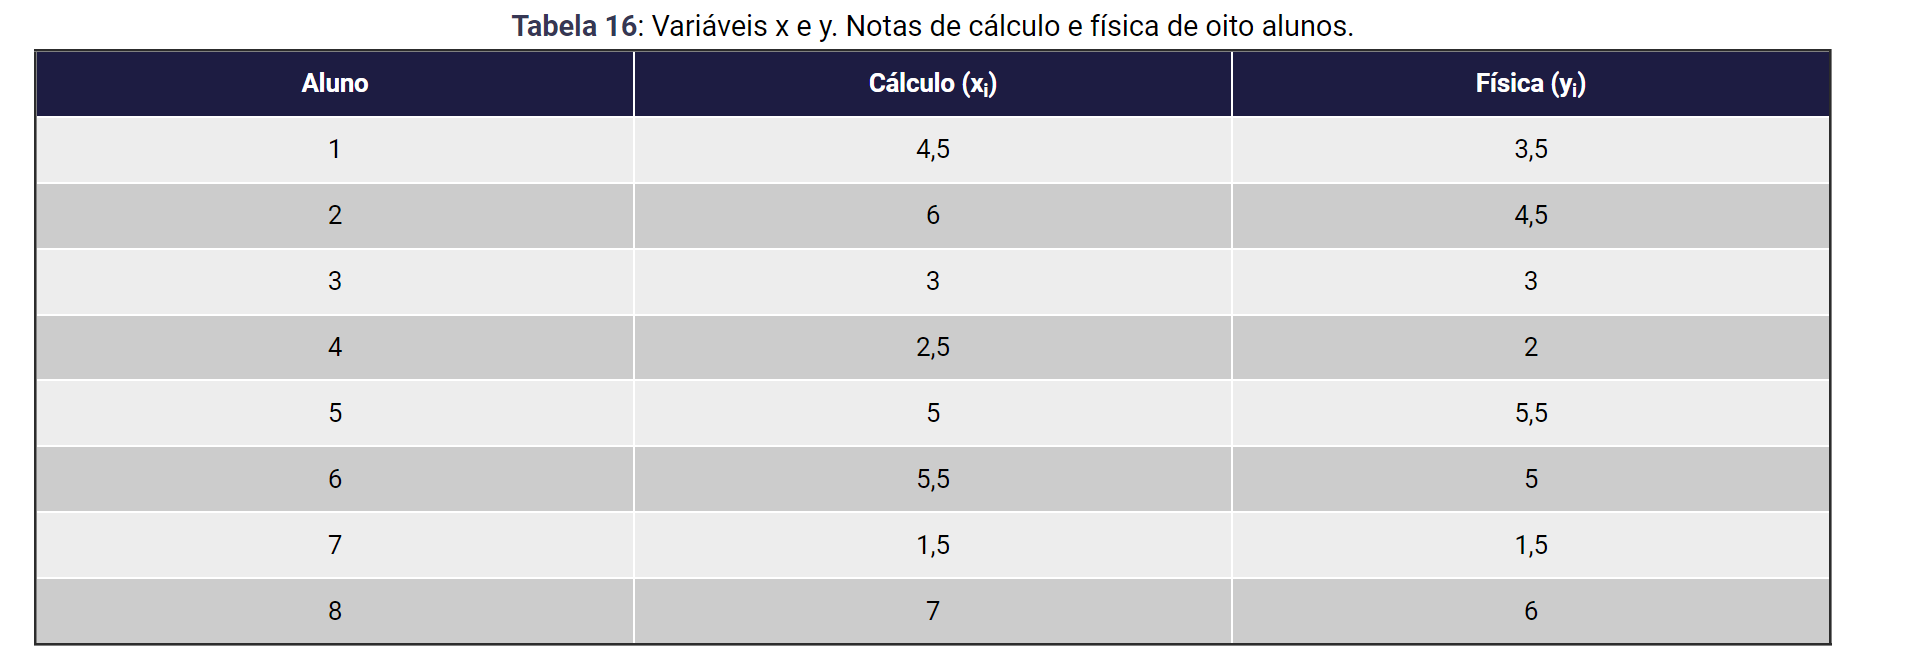 Tabela 16: Variáveis x e y. Notas de cálculo e física de oito alunos.
Aluno Cálculo (xi) Física (yi)
1 4,5 3,5
2 6 4,5
3 3 3
4 2,5 2
5 5 5,5
6 5,5 5
7 1,5 1,5
8 7 6